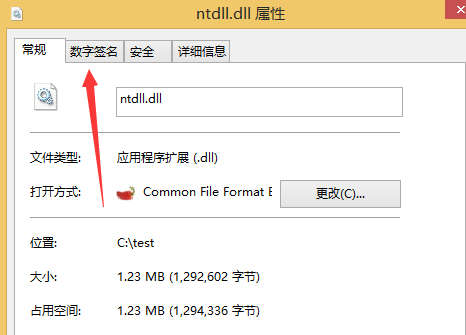 ntdll.dll 属性
常规 数字签名 安全 详细信息
ntdll.dll
文件类型: 应用程序扩展 (.dll)
打开方式: Common File Format E 更改(C)...
位置: C:\test
大小: 1.23 MB (1,292,602 字节)
占用空间: 1.23 MB (1,294,336 字节)